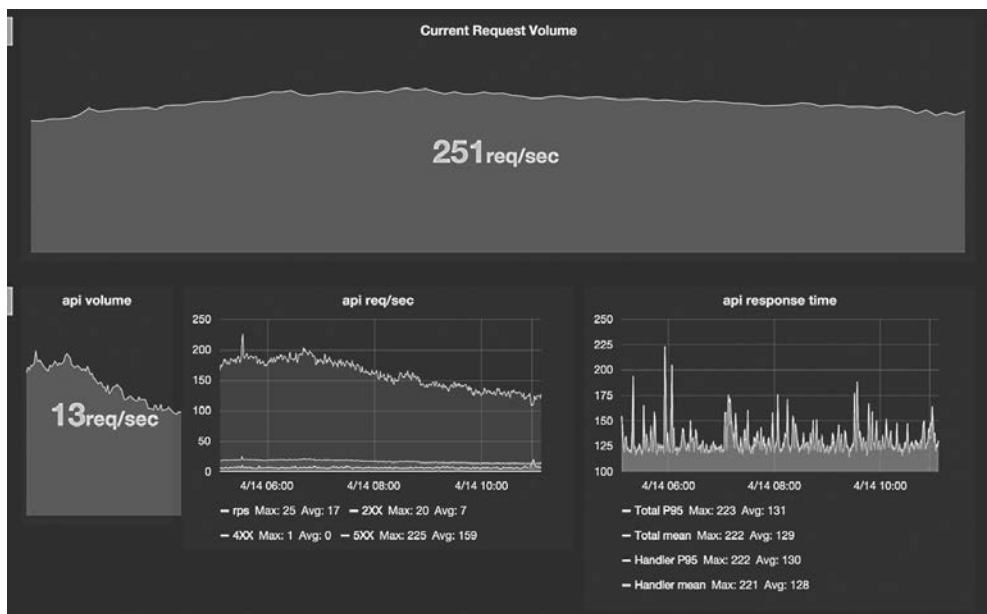 Current Request Volume
251req/sec
api volume
13req/sec
api req/sec
250
200
150
100
50
0
4/14 06:00 4/14 08:00 4/14 10:00
rps Max: 25 Avg: 17 2XX Max: 20 Avg: 7
4XX Max: 1 Avg: 0 5XX Max: 225 Avg: 159
api response time
250
225
200
175
150
125
100
4/14 06:00 4/14 08:00 4/14 10:00
Total P95 Max: 223 Avg: 131
Total mean Max: 222 Avg: 129
Handler P95 Max: 222 Avg: 130
Handler mean Max: 221 Avg: 128